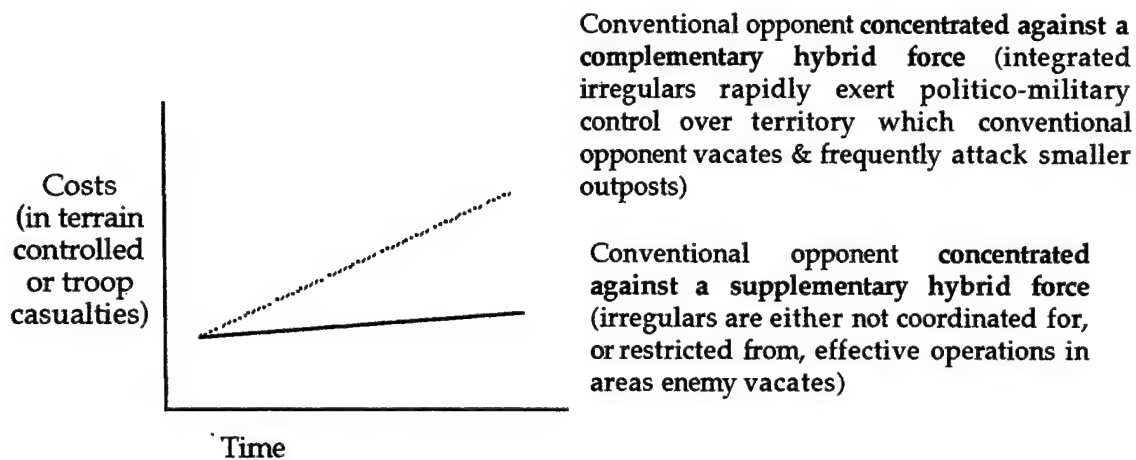 Conventional opponent concentrated against a
complementary hybrid force (integrated
irregulars rapidly exert politico-military
control over territory which conventional
opponent vacates & frequently attack smaller
outposts)
Costs
(in terrain
controlled
or troop
casualties)
Conventional opponent concentrated
against a supplementary hybrid force
(irregulars are either not coordinated for,
or restricted from, effective operations in
areas enemy vacates)
Time